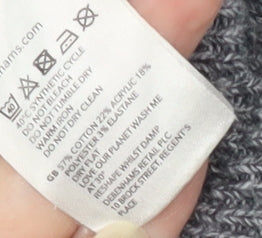 nams.com
40
40°C SYNTHETIC CYCLE
DO NOT BLEACH
DO NOT TUMBLE DRY
WARM IRON
DO NOT DRY CLEAN
GB 37% COTTON 22% ACRYLIC 18%
POLYESTER 3% ELASTANE
DRY FLAT
LOVE OUR PLANET WASH ME
AT 30°
RESHAPE WHILST DAMP
DEBENHAMS RETAIL PLC
10 BROCK STREET, REGENT'S
PLACE